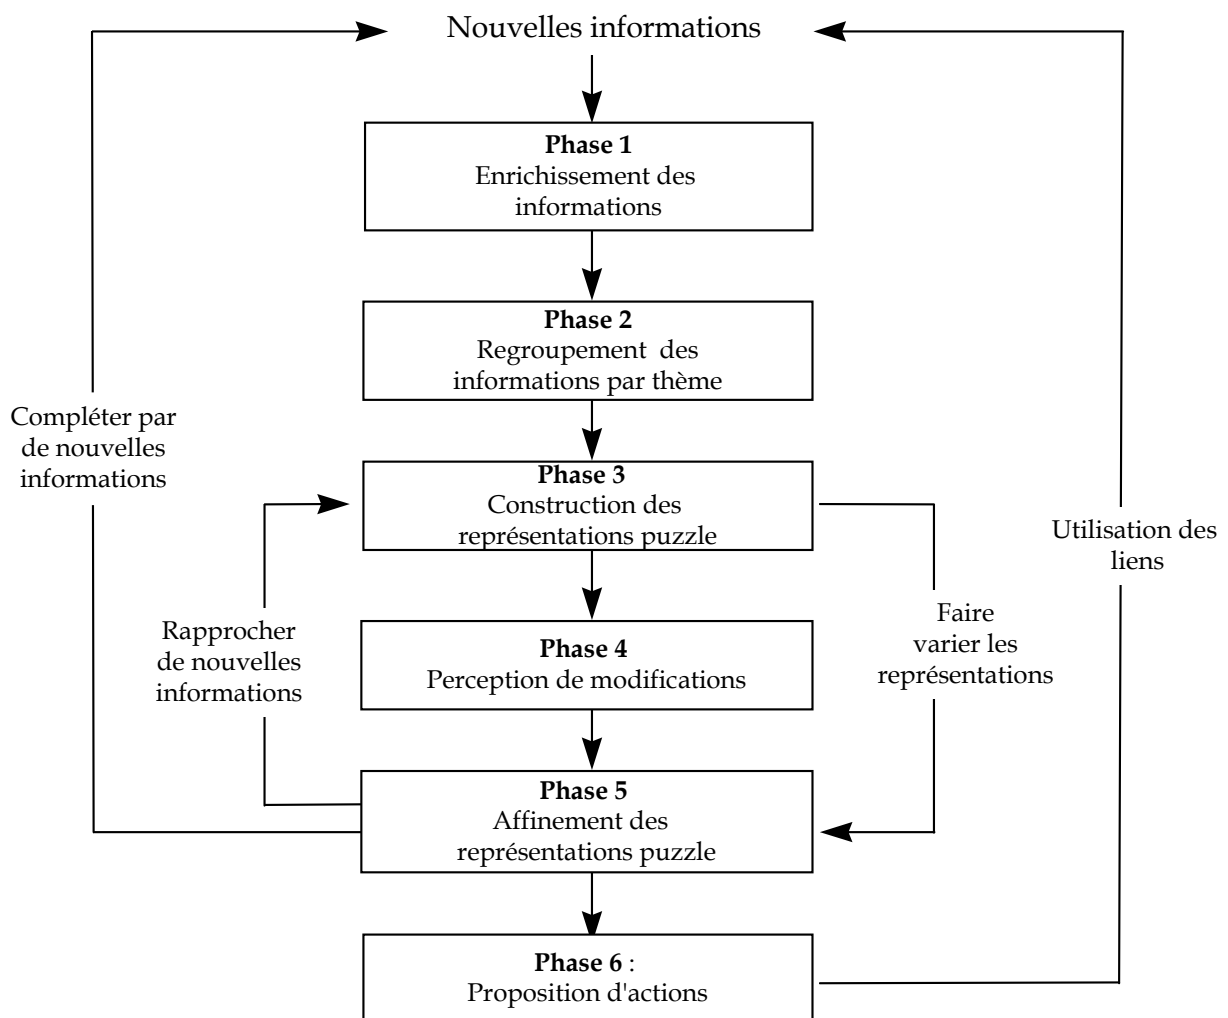 Nouvelles informations
Phase 1
Enrichissement des
informations
Phase 2
Regroupement des
informations par thème
Compléter par
de nouvelles
informations
Phase 3
Construction des
représentations puzzle
Utilisation des
liens
Rapprocher
de nouvelles
informations
Faire
varier les
représentations
Phase 4
Perception de modifications
Phase 5
Affinement des
représentations puzzle
Phase 6 :
Proposition d'actions